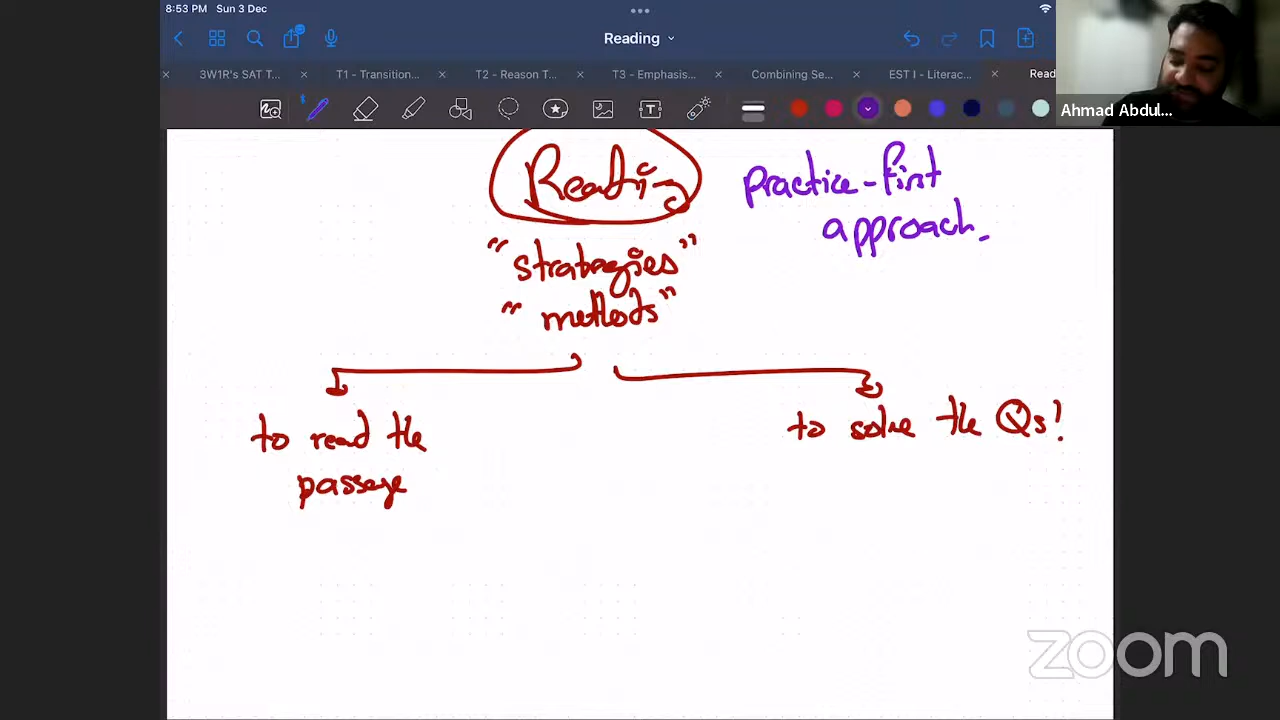 8:53 PM Sun 3 Dec
Reading
3W1R's SAT T...
T1 - Transition...
T2 - Reason T...
T3 - Emphasis...
Combining Se...
EST I - Literac...
Read
Ahmad Abdul...
Reading
practice-first
approach.
"strategies"
"methods"
to read the
passage
to solve the Qs!
zoom